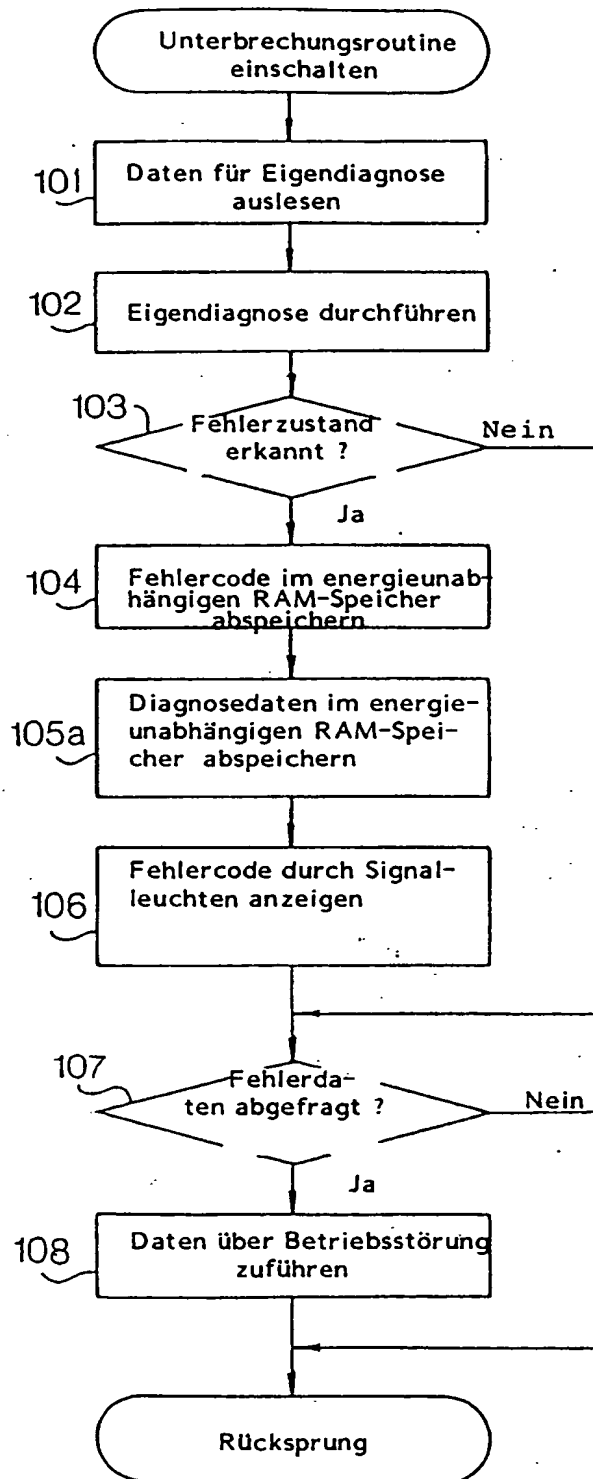 Unterbrechungsroutine
einschalten
101
Daten für Eigendiagnose
auslesen
102
Eigendiagnose durchführen
103
Fehlerzustand
erkannt ?
Nein
Ja
104
Fehlercode im energieunab-
hängigen RAM-Speicher
abspeichern
105a
Diagnosedaten im energie-
unabhängigen RAM-Spei-
cher abspeichern
106
Fehlercode durch Signal-
leuchten anzeigen
107
Fehlerda-
ten abgefragt ?
Nein
Ja
108
Daten über Betriebsstörung
zuführen
Rücksprung